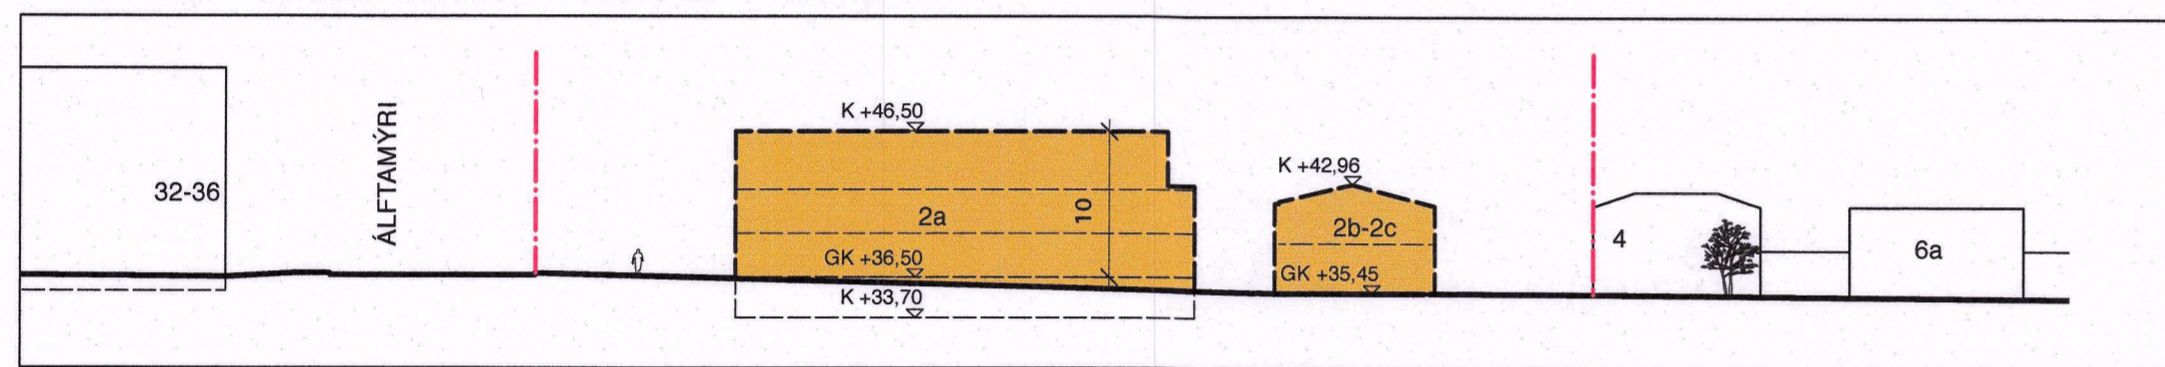 32-36
ÁLFTAMÝRI
K +46,50
2a
10
GK +36,50
K +33,70
K +42,96
2b-2c
GK +35,45
4
6a